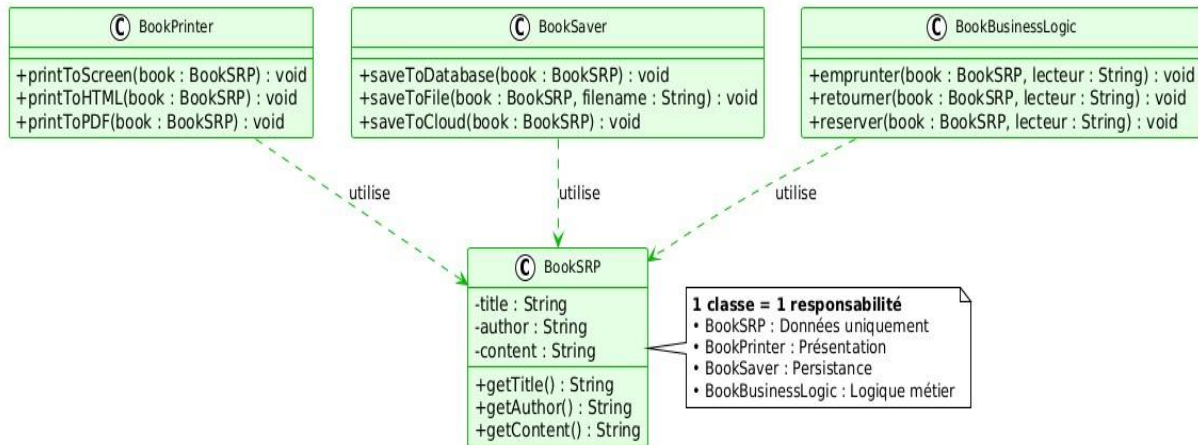 C BookPrinter
+printToScreen(book : BookSRP) : void
+printToHTML(book : BookSRP) : void
+printToPDF(book : BookSRP) : void
C BookSaver
+saveToDatabase(book : BookSRP) : void
+saveToFile(book : BookSRP, filename : String) : void
+saveToCloud(book : BookSRP) : void
C BookBusinessLogic
+emprunter(book : BookSRP, lecteur : String) : void
+retourner(book : BookSRP, lecteur : String) : void
+reserver(book : BookSRP, lecteur : String) : void
utilise
utilise
utilise
C BookSRP
-title : String
-author : String
-content : String
+getTitle() : String
+getAuthor() : String
+getContent() : String
1 classe = 1 responsabilité
• BookSRP : Données uniquement
• BookPrinter : Présentation
• BookSaver : Persistance
• BookBusinessLogic : Logique métier